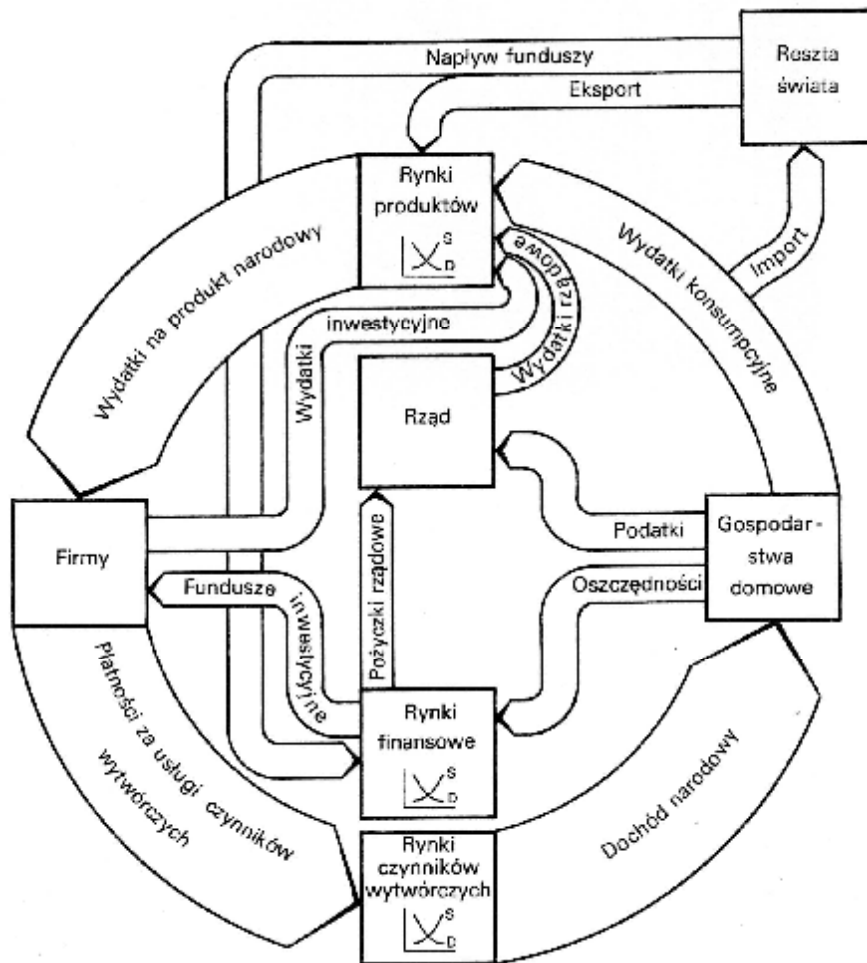 Napływ funduszy
Reszta
świata
Eksport
Rynki
produktów
S
D
Wydatki na produkt narodowy
Wydatki konsumpcyjne
Import
Wydatki rządowe
Wydatki
inwestycyjne
Rząd
Firmy
Podatki
Gospodar-
stwa
domowe
Oszczędności
Fundusze
inwestycyjne
Pożyczki rządowe
Rynki
finansowe
S
D
Płatności za usługi czynników
wytwórczych
Dochód narodowy
Rynki
czynników
wytwórczych
S
D